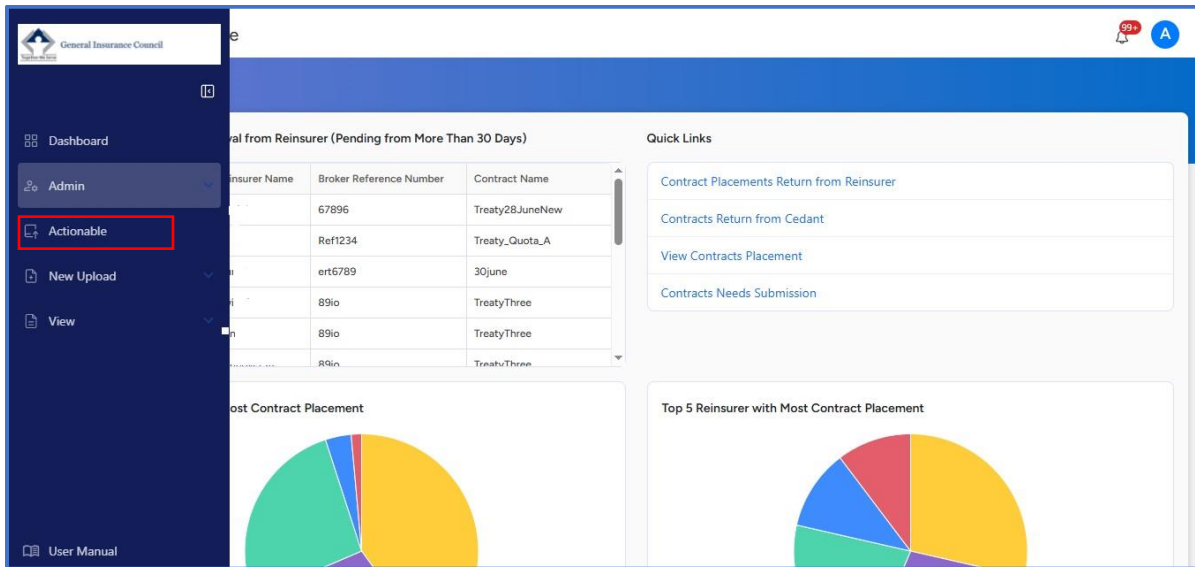 General Insurance Council
e
99+
A
Dashboard
Admin
Actionable
New Upload
View
User Manual
val from Reinsurer (Pending from More Than 30 Days)
insurer Name Broker Reference Number Contract Name
67896 Treaty28JuneNew
Ref1234 Treaty_Quota_A
ert6789 30june
89io TreatyThree
n 89io TreatyThree
89io TreatyThree
Quick Links
Contract Placements Return from Reinsurer
Contracts Return from Cedant
View Contracts Placement
Contracts Needs Submission
ost Contract Placement
Top 5 Reinsurer with Most Contract Placement